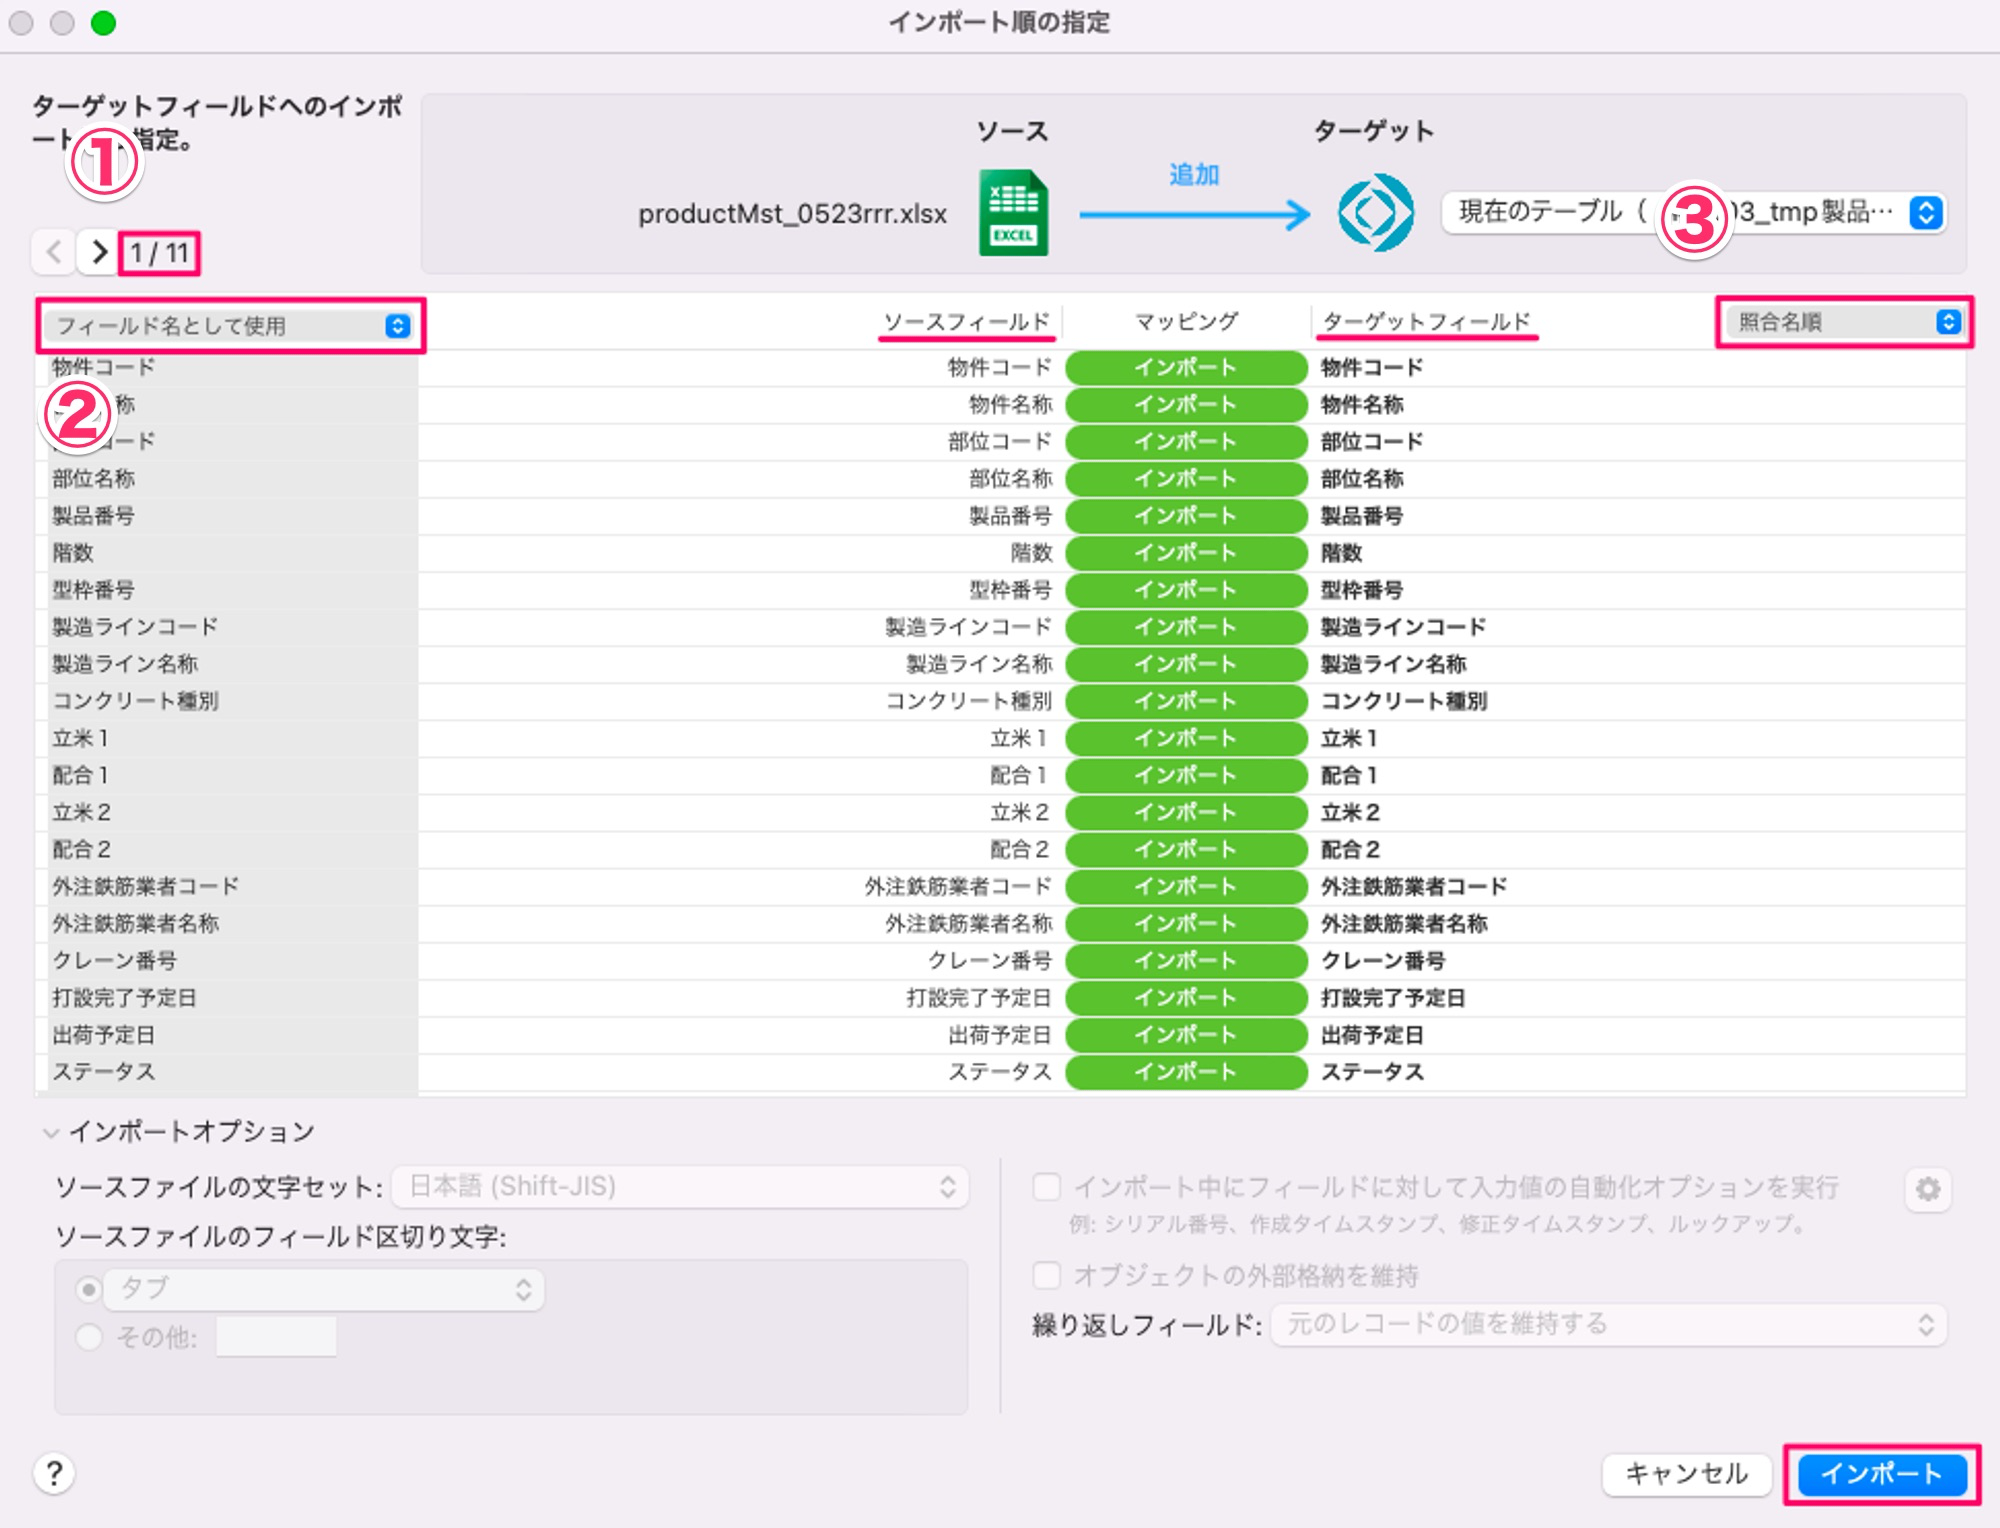 インポート順の指定
ターゲットフィールドへのインポ
ート 指定。
①
ソース
ターゲット
追加
productMst_0523rrr.xlsx
EXCEL
現在のテーブル（ 03_tmp製品…
③
1 / 11
フィールド名として使用
ソースフィールド
マッピング
ターゲットフィールド
照合名順
物件コード 物件コード インポート 物件コード
② 称 物件名称 インポート 物件名称
コード 部位コード インポート 部位コード
部位名称 部位名称 インポート 部位名称
製品番号 製品番号 インポート 製品番号
階数 階数 インポート 階数
型枠番号 型枠番号 インポート 型枠番号
製造ラインコード 製造ラインコード インポート 製造ラインコード
製造ライン名称 製造ライン名称 インポート 製造ライン名称
コンクリート種別 コンクリート種別 インポート コンクリート種別
立米1 立米1 インポート 立米1
配合1 配合1 インポート 配合1
立米2 立米2 インポート 立米2
配合2 配合2 インポート 配合2
外注鉄筋業者コード 外注鉄筋業者コード インポート 外注鉄筋業者コード
外注鉄筋業者名称 外注鉄筋業者名称 インポート 外注鉄筋業者名称
クレーン番号 クレーン番号 インポート クレーン番号
打設完了予定日 打設完了予定日 インポート 打設完了予定日
出荷予定日 出荷予定日 インポート 出荷予定日
ステータス ステータス インポート ステータス
インポートオプション
ソースファイルの文字セット: 日本語 (Shift-JIS)
ソースファイルのフィールド区切り文字:
タブ
その他:
インポート中にフィールドに対して入力値の自動化オプションを実行
例: シリアル番号、作成タイムスタンプ、修正タイムスタンプ、ルックアップ。
オブジェクトの外部格納を維持
繰り返しフィールド: 元のレコードの値を維持する
?
キャンセル
インポート